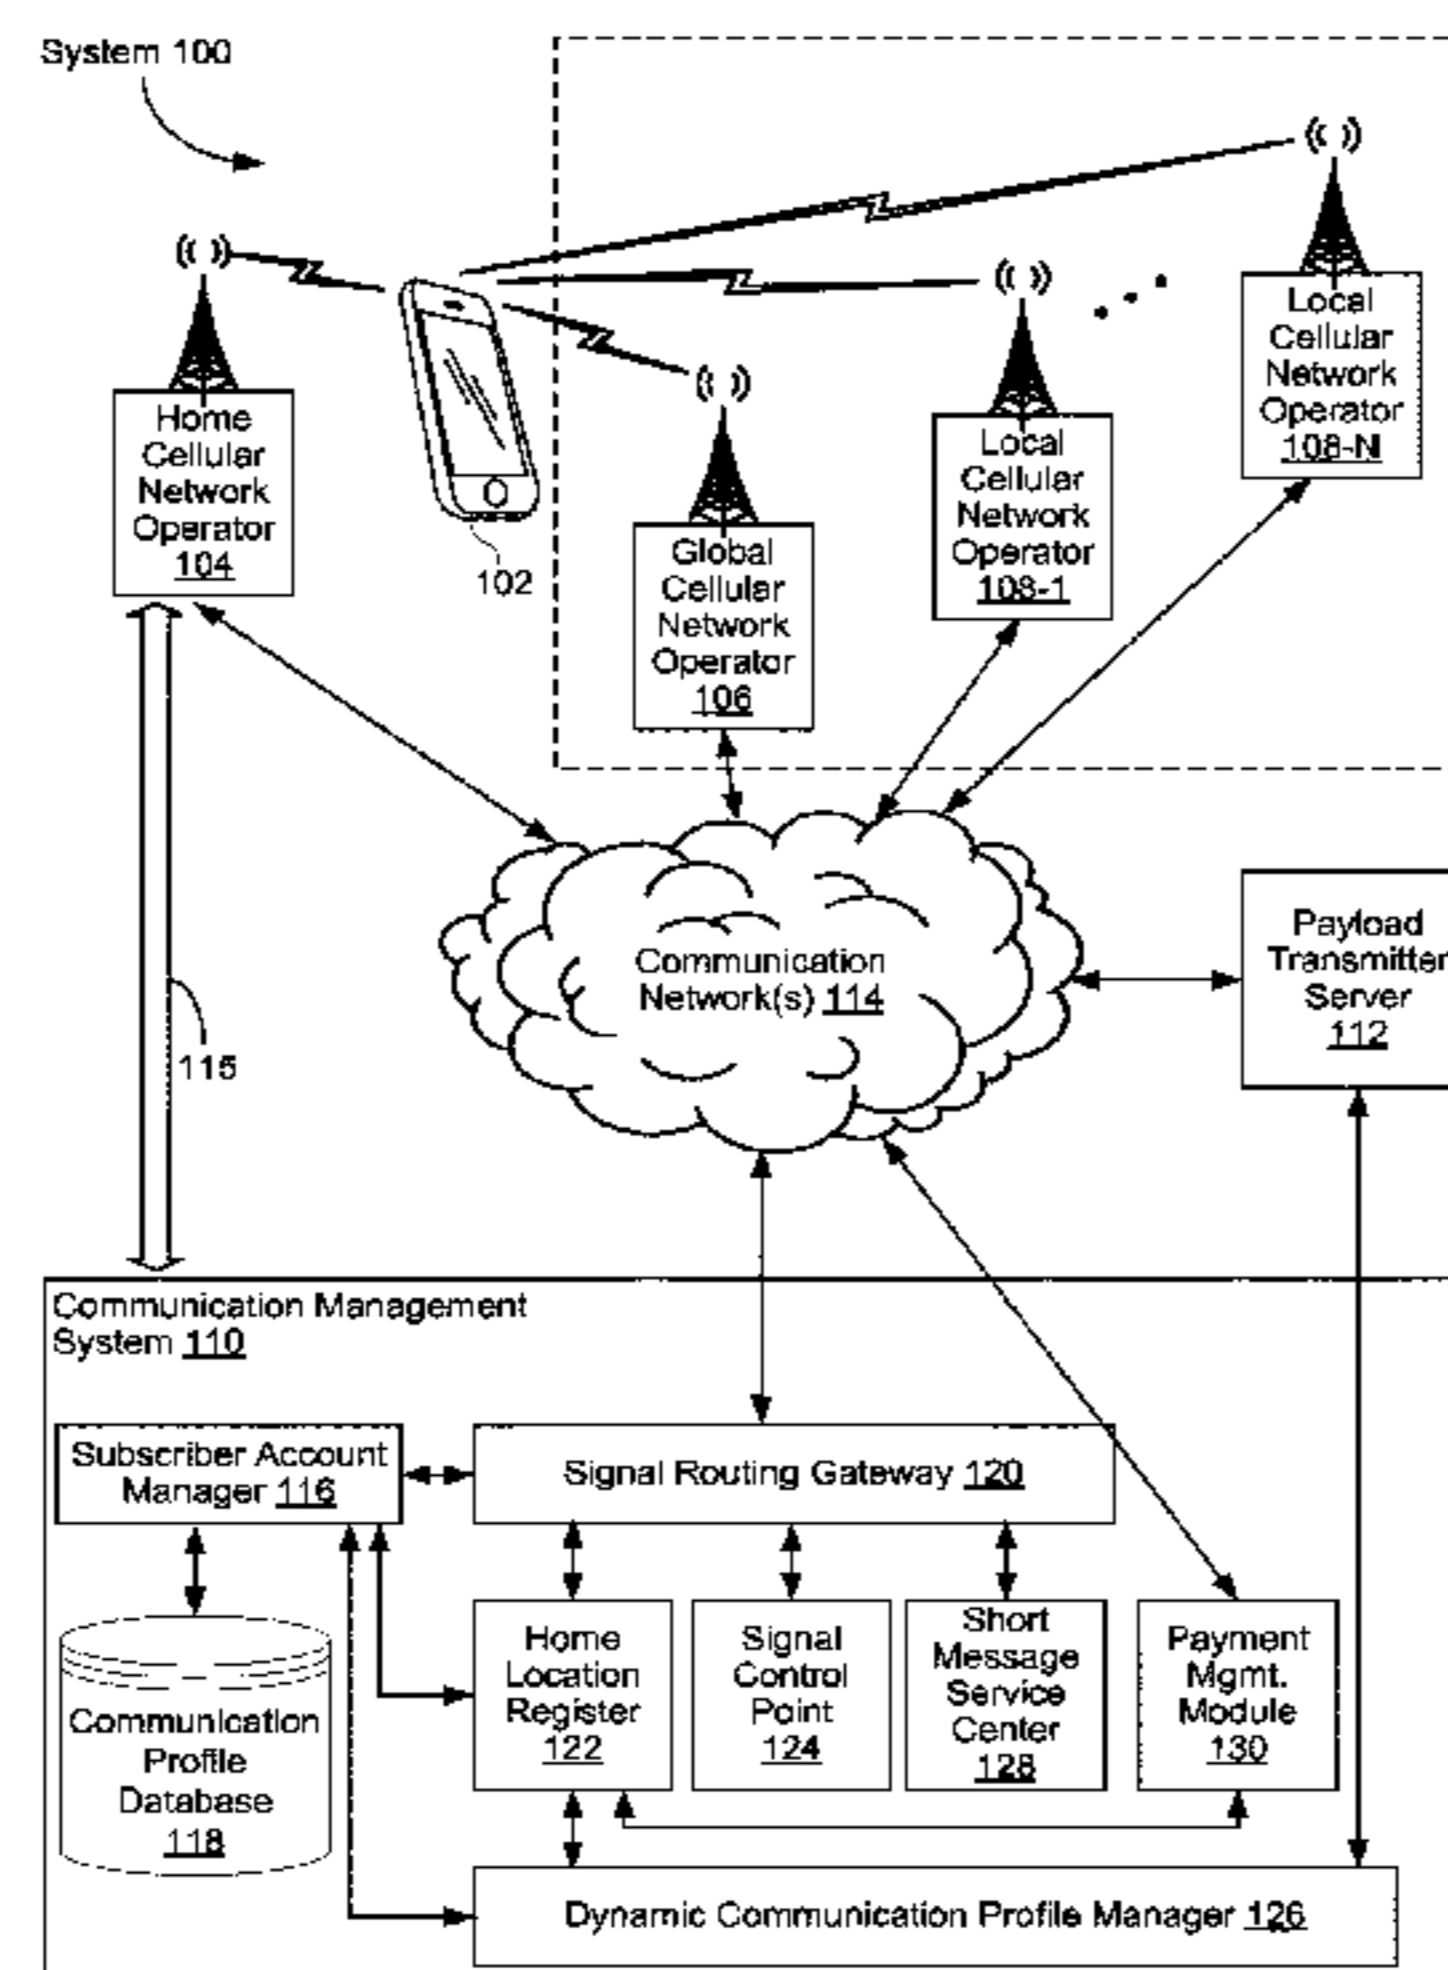 System 100
Home
Cellular
Network
Operator
104
102
Global
Cellular
Network
Operator
106
Local
Cellular
Network
Operator
108-1
Local
Cellular
Network
Operator
108-N
Communication
Network(s) 114
Payload
Transmitter
Server
112
115
Communication Management
System 110
Subscriber Account
Manager 116
Signal Routing Gateway 120
Communication
Profile
Database
118
Home
Location
Register
122
Signal
Control
Point
124
Short
Message
Service
Center
128
Payment
Mgmt.
Module
130
Dynamic Communication Profile Manager 126